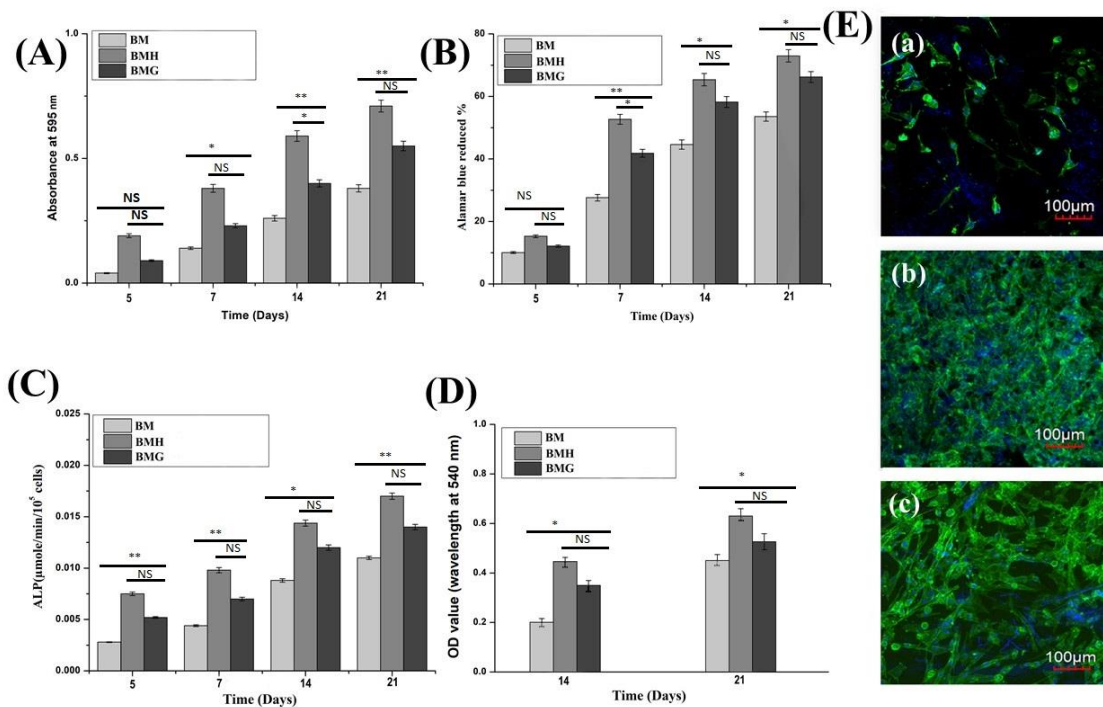 (A)
BM
BMH
BMG
Absorbance at 595 nm
1.0
0.5
0.0
NS
NS
*
NS
**
*
**
NS
5 7 14 21
Time (Days)
(B)
BM
BMH
BMG
Alamar blue reduced %
80
60
40
20
0
NS
NS
**
*
*
NS
*
NS
5 7 14 21
Time (Days)
(C)
BM
BMH
BMG
ALP(µmole/min/10⁵ cells)
0.025
0.020
0.015
0.010
0.005
0.000
**
NS
**
NS
*
NS
**
NS
5 7 14 21
Time (Days)
(D)
BM
BMH
BMG
OD value (wavelength at 540 nm)
1.0
0.8
0.6
0.4
0.2
0.0
*
NS
*
NS
14 21
Time (Days)
(E)
(a)
100µm
(b)
100µm
(c)
100µm